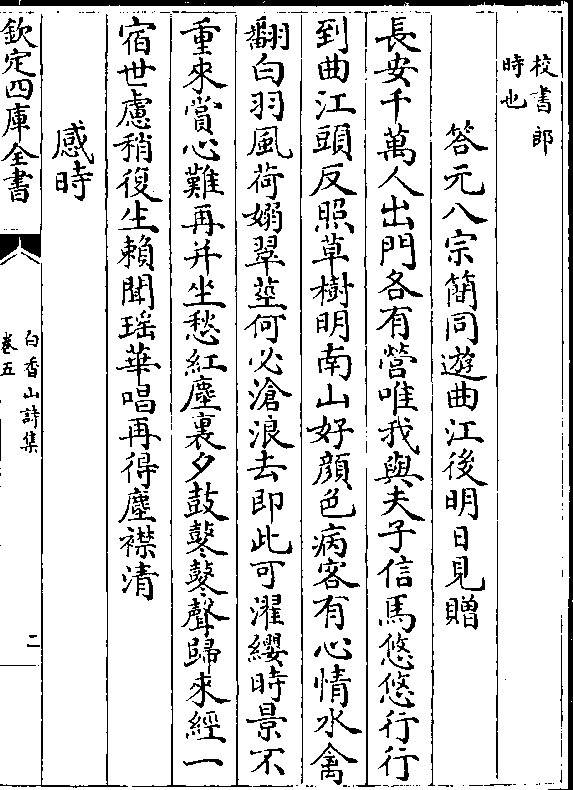 校書郎
時也
答元八宗簡同遊曲江後明日見贈
長安千萬人出門各有營唯我與夫子信馬悠悠行行
到曲江頭反照草樹明南山好顔色病客有心情水禽
翻白羽風荷嫋翠莖何必滄浪去即此可濯纓時景不
重來賞心難再并坐愁紅塵裏夕鼓鼕鼕聲歸來經一
宿世慮稍復生賴聞瑶華唱再得塵襟清
感時
欽定四庫全書
白香山詩集
卷五
二